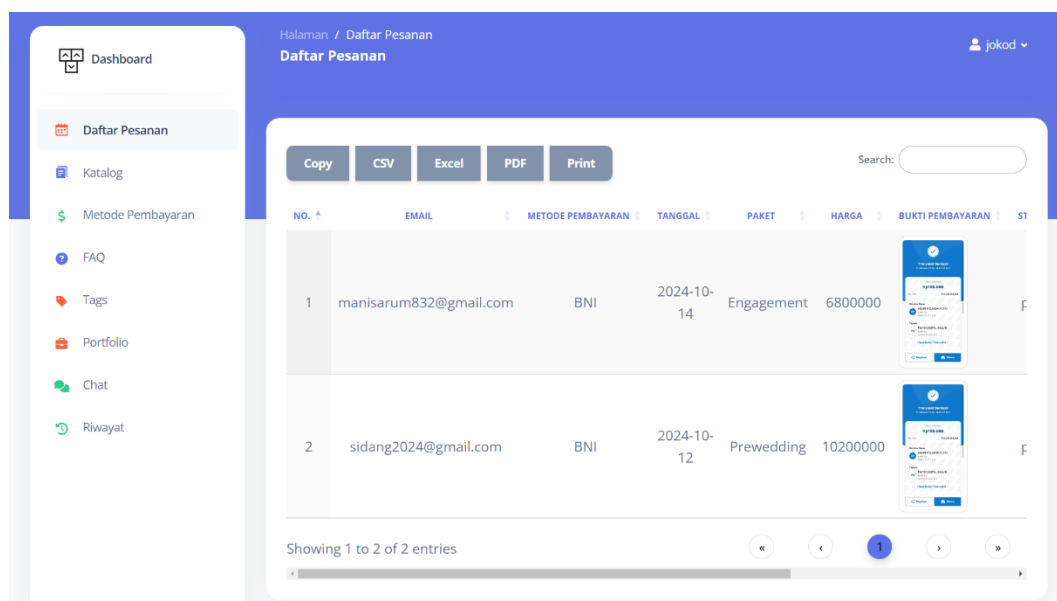 Dashboard
Daftar Pesanan
Katalog
Metode Pembayaran
FAQ
Tags
Portfolio
Chat
Riwayat
Halaman / Daftar Pesanan
Daftar Pesanan
jokod
Copy CSV Excel PDF Print
Search:
NO. EMAIL METODE PEMBAYARAN TANGGAL PAKET HARGA BUKTI PEMBAYARAN ST
1 manisarum832@gmail.com BNI 2024-10-14 Engagement 6800000
2 sidang2024@gmail.com BNI 2024-10-12 Prewedding 10200000
Showing 1 to 2 of 2 entries
« ‹ 1 › »